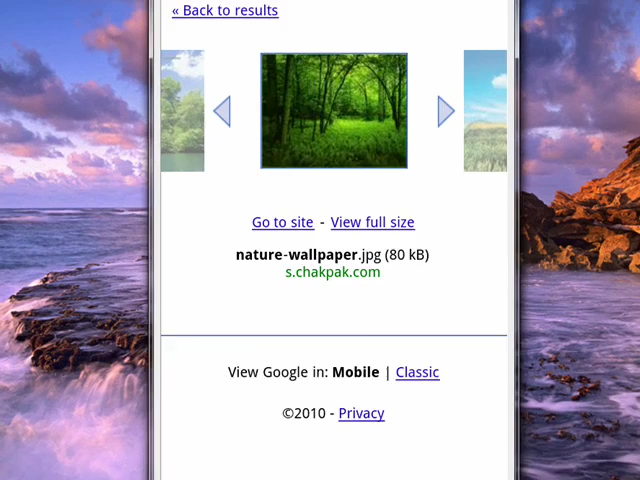 « Back to results
Go to site - View full size
nature-wallpaper.jpg (80 kB)
s.chakpak.com
View Google in: Mobile | Classic
©2010 - Privacy